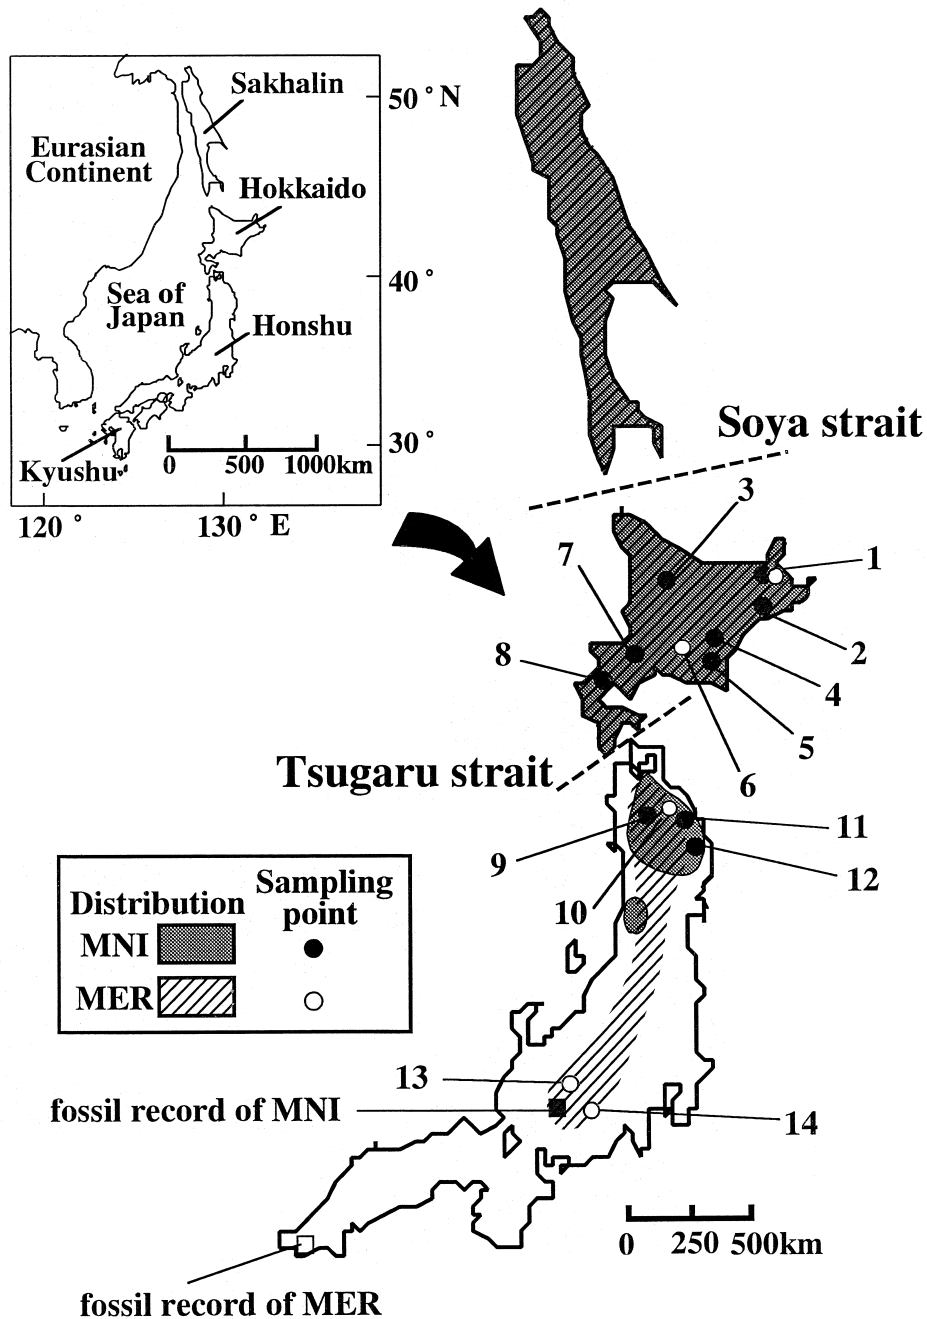 Sakhalin
50 ° N
Eurasian
Continent
Hokkaido
40 °
Sea of
Japan
Honshu
30 °
Kyushu
0 500 1000km
120 ° 130 ° E
Soya strait
3
7
1
8
2
4
5
6
Tsugaru strait
9
11
12
10
Distribution
Sampling
point
MNI
MER
13
fossil record of MNI
14
0 250 500km
fossil record of MER